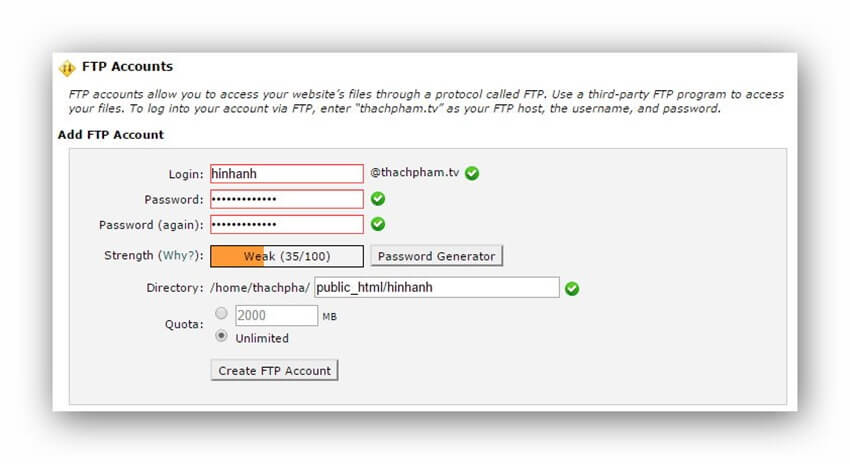 FTP Accounts
FTP accounts allow you to access your website’s files through a protocol called FTP. Use a third-party FTP program to access
your files. To log into your account via FTP, enter “thachpham.tv” as your FTP host, the username, and password.
Add FTP Account
Login: hinhanh @thachpham.tv
Password: •••••••••••••
Password (again): •••••••••••••
Strength (Why?): Weak (35/100) Password Generator
Directory: /home/thachpha/ public_html/hinhanh
Quota: 2000 MB
Unlimited
Create FTP Account